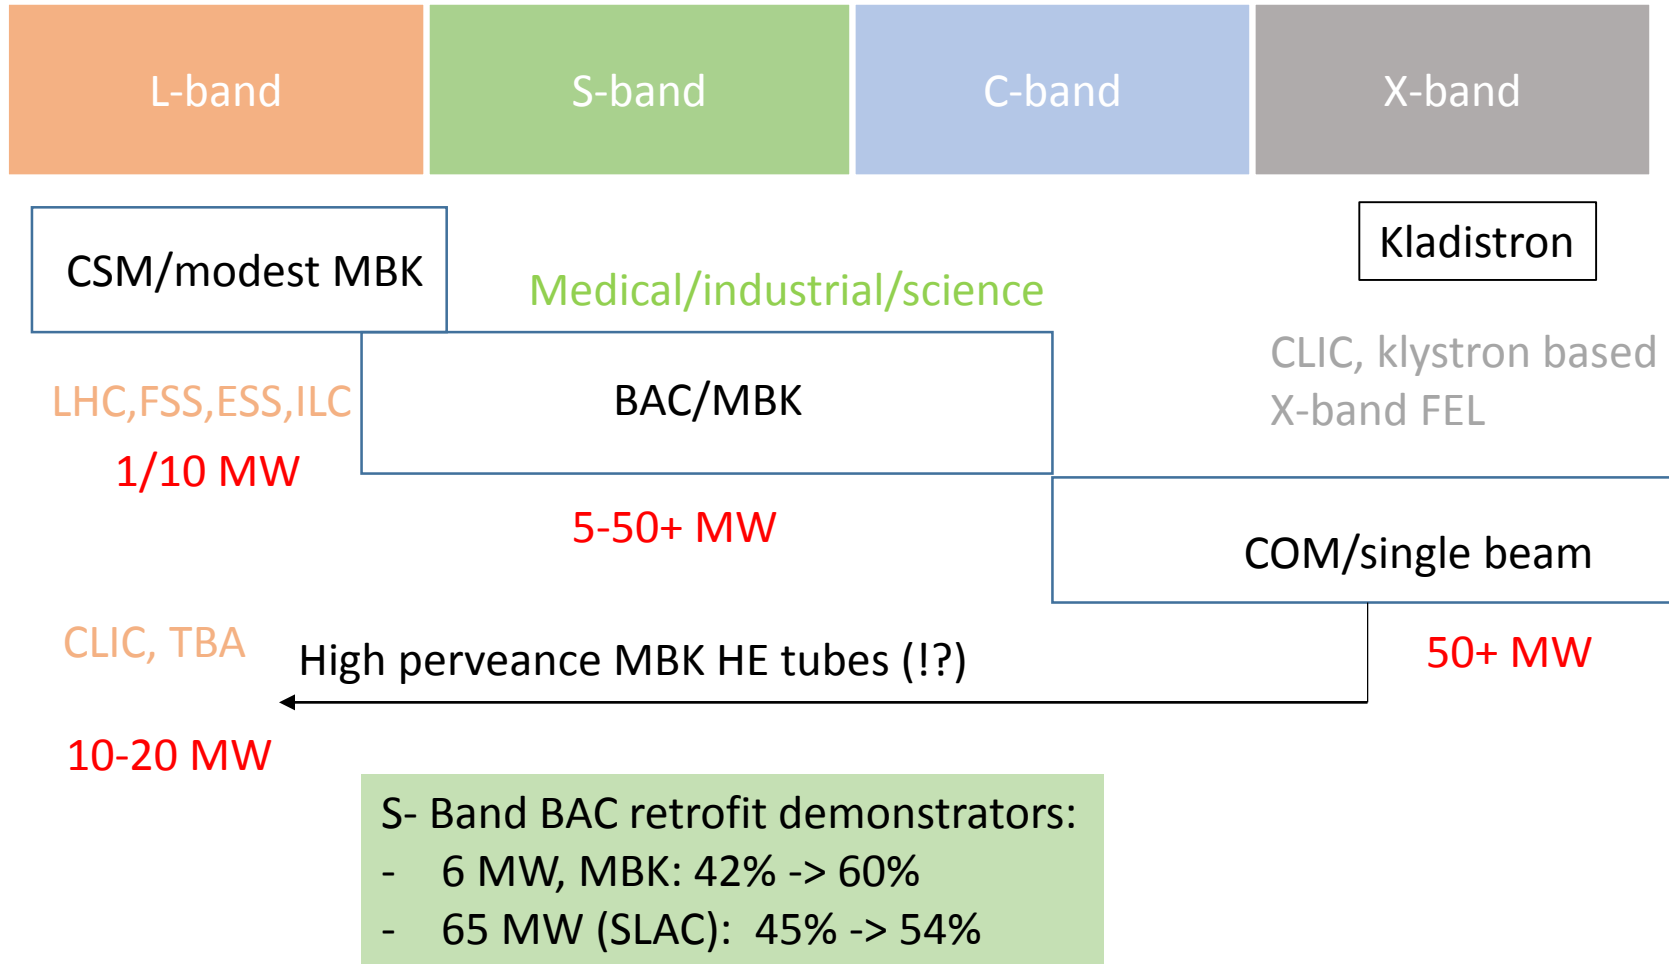 L-band
S-band
C-band
X-band
CSM/modest MBK
Kladistron
Medical/industrial/science
LHC,FSS,ESS,ILC
1/10 MW
BAC/MBK
CLIC, klystron based
X-band FEL
5-50+ MW
COM/single beam
50+ MW
CLIC, TBA
High perveance MBK HE tubes (!?)
10-20 MW
S- Band BAC retrofit demonstrators:
- 6 MW, MBK: 42% -> 60%
- 65 MW (SLAC): 45% -> 54%